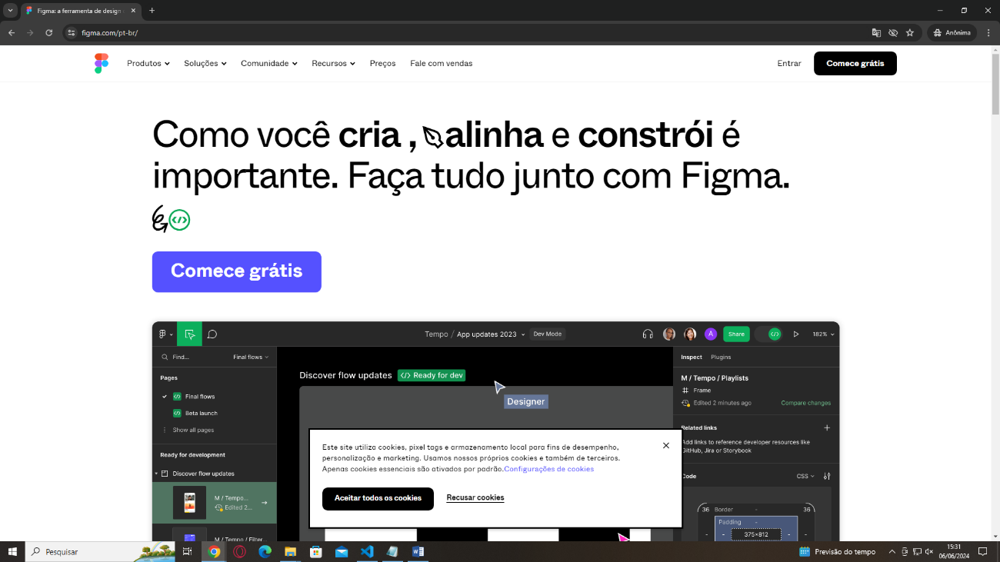 Figma: a ferramenta de design
figma.com/pt-br/
Anônima
Produtos
Soluções
Comunidade
Recursos
Preços
Fale com vendas
Entrar
Comece grátis
Como você cria , alinha e constrói é
importante. Faça tudo junto com Figma.
Comece grátis
Tempo / App updates 2023
Dev Mode
A
Share
182%
Find...
Final flows
Pages
Final flows
Beta launch
Show all pages
Ready for development
Discover flow updates
M / Tempo...
Edited 2...
M / Tempo / Filter...
Discover flow updates
Ready for dev
Designer
Inspect
Plugins
M / Tempo / Playlists
Frame
Edited 2 minutes ago
Compare changes
Related links
Add links to reference developer resources like
GitHub, Jira or Storybook
Code
CSS
36
Border
-
36
Padding
-
-
-
375×812
-
-
Este site utiliza cookies, pixel tags e armazenamento local para fins de desempenho,
personalização e marketing. Usamos nossos próprios cookies e também de terceiros.
Apenas cookies essenciais são ativados por padrão.Configurações de cookies
Aceitar todos os cookies
Recusar cookies
Pesquisar
Previsão do tempo
15:31
06/06/2024